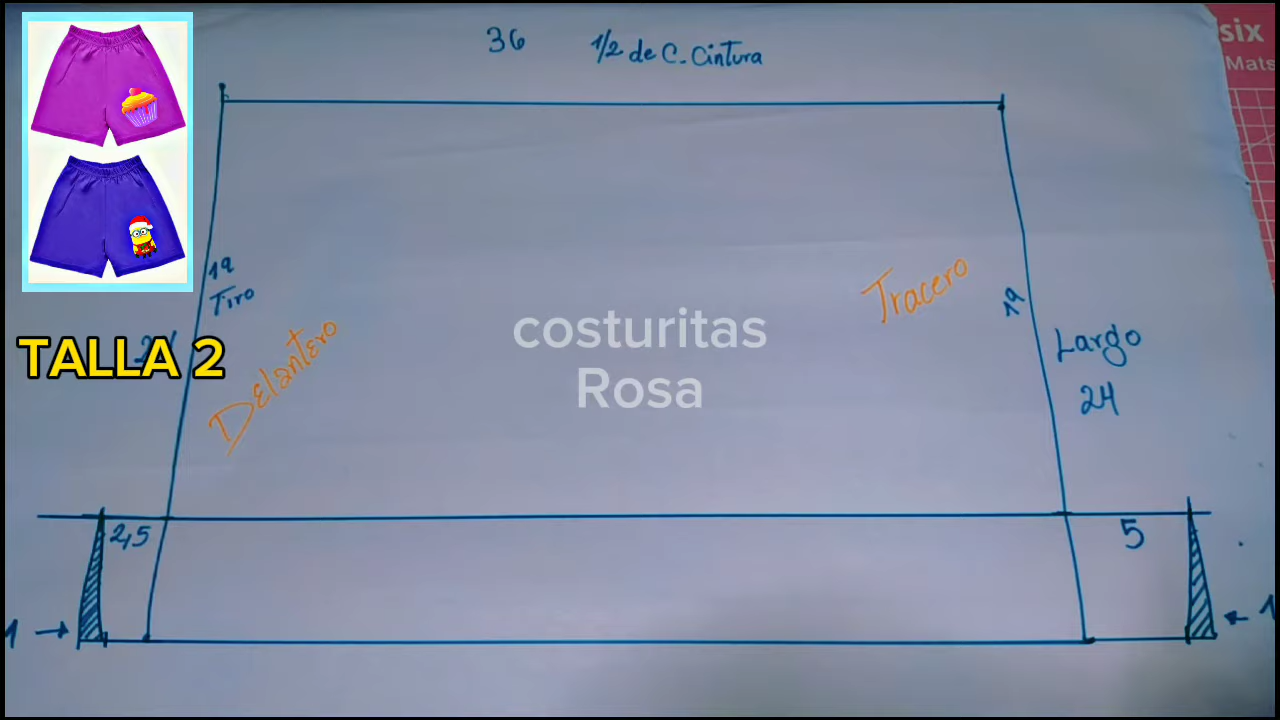 36 1/2 de C. Cintura
six
Mats
19
Tiro
Delantero
Tracero
19
Largo
24
costuritas
Rosa
TALLA 2
2,5
5
1
1